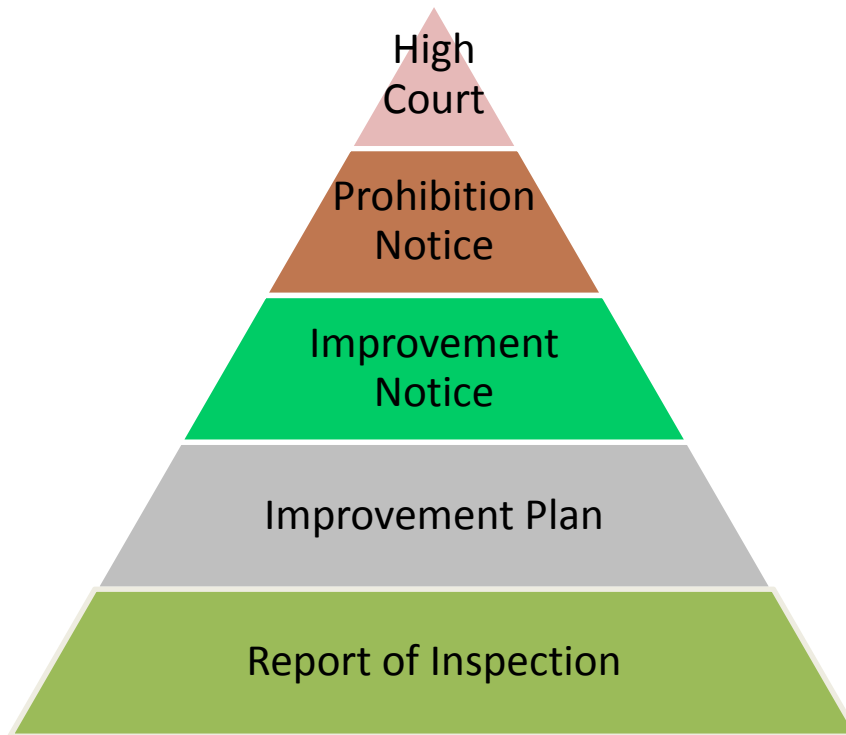 High
Court
Prohibition
Notice
Improvement
Notice
Improvement Plan
Report of Inspection